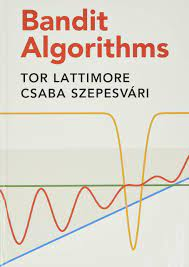 Bandit
Algorithms
TOR LATTIMORE
CSABA SZEPESVÁRI